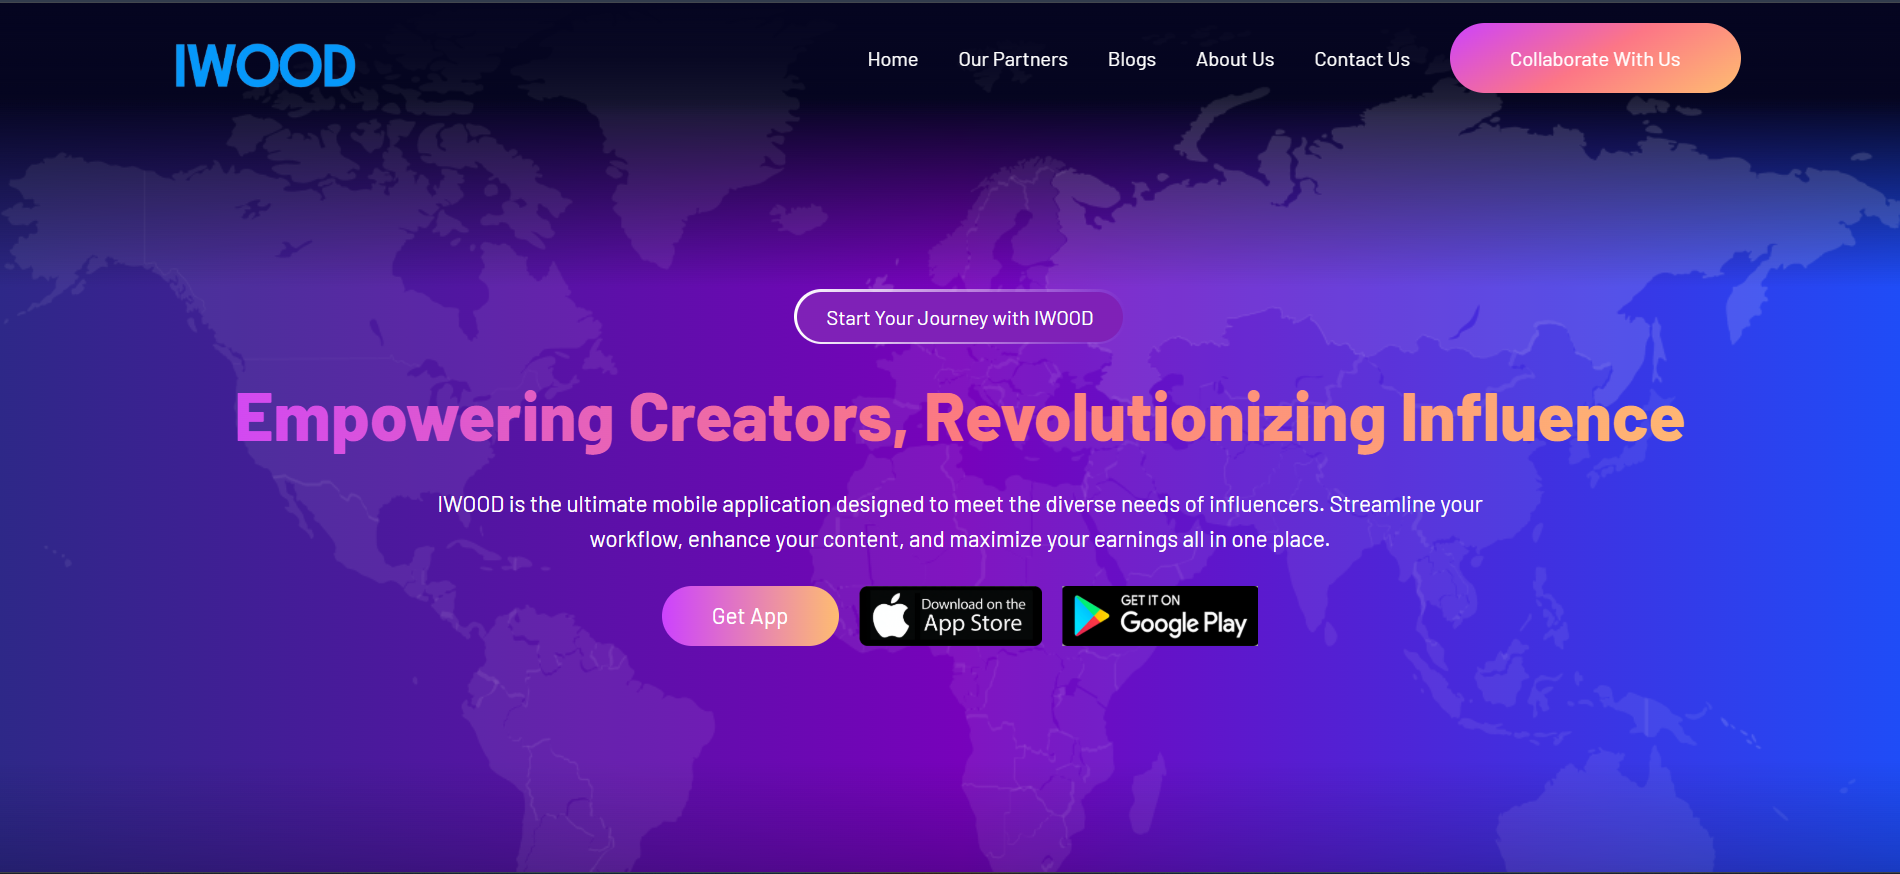 IWOOD
Home
Our Partners
Blogs
About Us
Contact Us
Collaborate With Us
Start Your Journey with IWOOD
Empowering Creators, Revolutionizing Influence
IWOOD is the ultimate mobile application designed to meet the diverse needs of influencers. Streamline your
workflow, enhance your content, and maximize your earnings all in one place.
Get App
Download on the
App Store
GET IT ON
Google Play